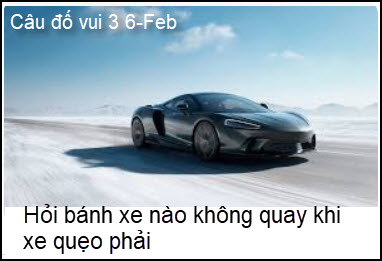 Câu đố vui 3 6-Feb
Hỏi bánh xe nào không quay khi
xe quẹo phải